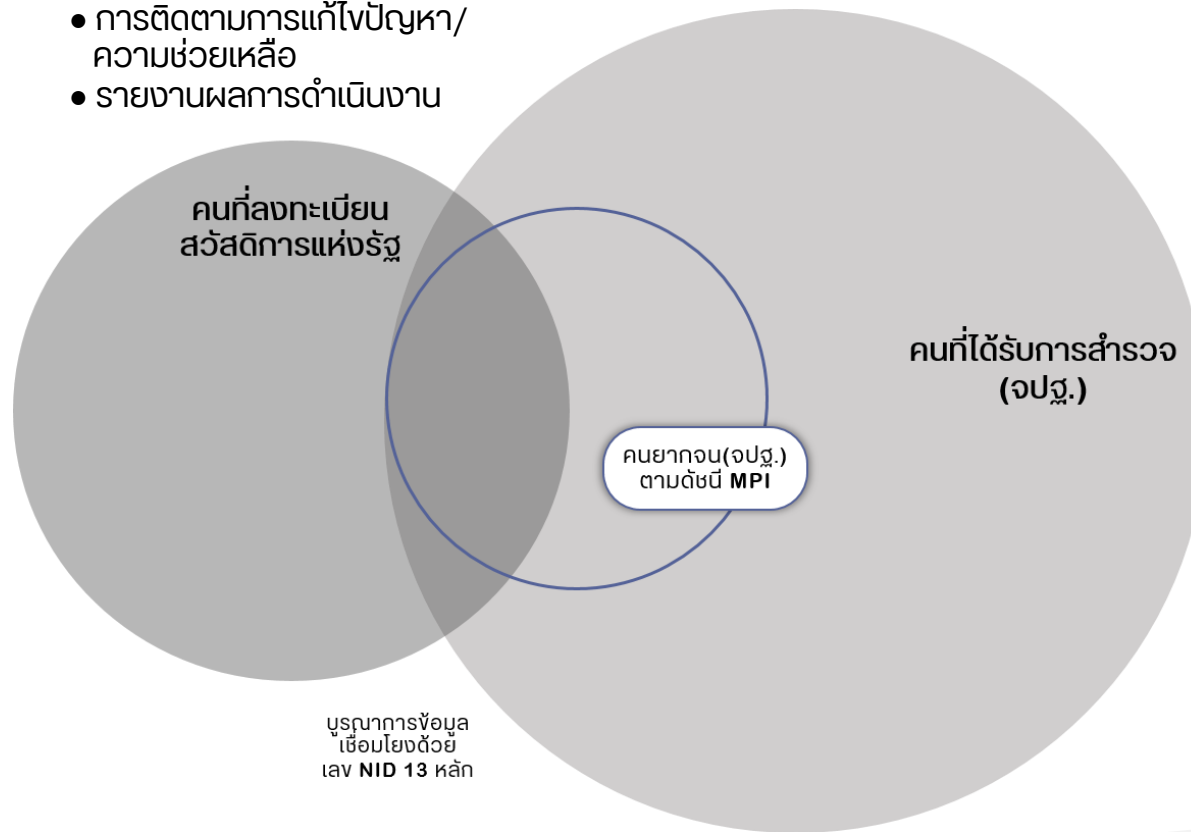 • การติดตามการแก้ไขปัญหา/
ความช่วยเหลือ
• รายงานผลการดำเนินงาน
คนที่ลงทะเบียน
สวัสดิการแห่งรัฐ
คนที่ได้รับการสำรวจ
(จปฐ.)
คนยากจน(จปฐ.)
ตามดัชนี MPI
บูรณาการข้อมูล
เชื่อมโยงด้วย
เลข NID 13 หลัก